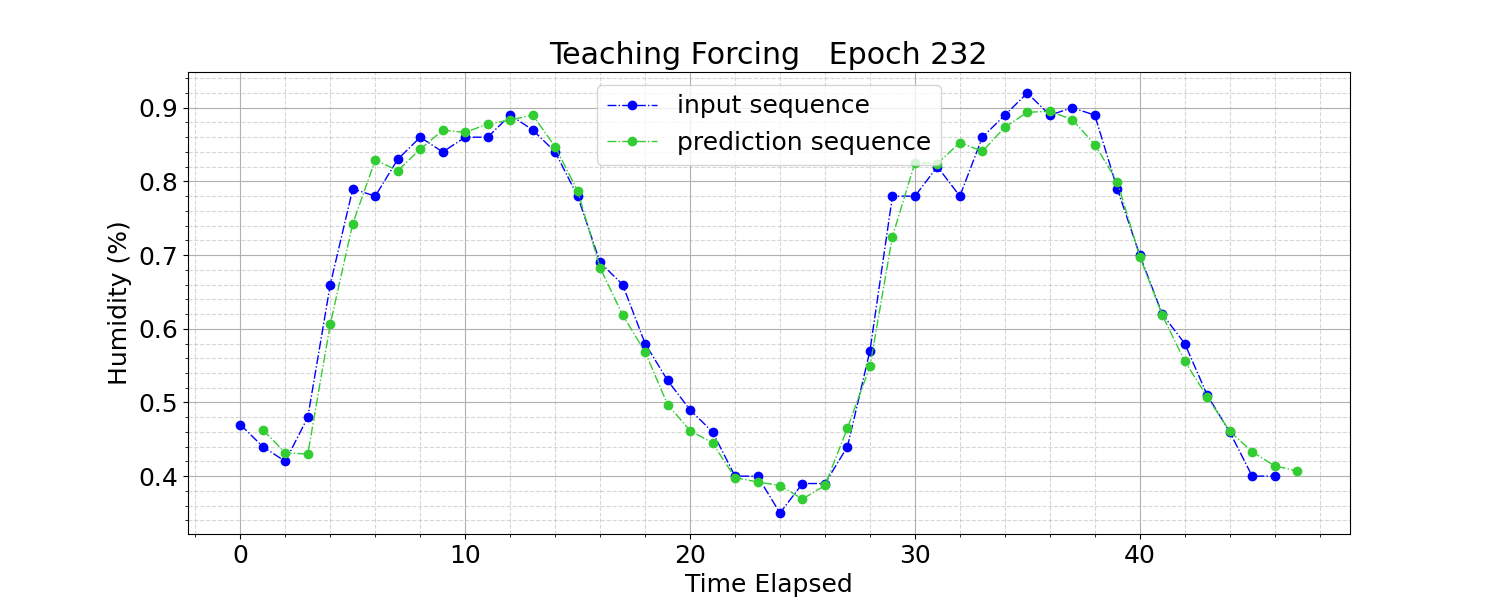 Teaching Forcing   Epoch 232
input sequence
prediction sequence
Humidity (%)
0.9
0.8
0.7
0.6
0.5
0.4
0 10 20 30 40
Time Elapsed